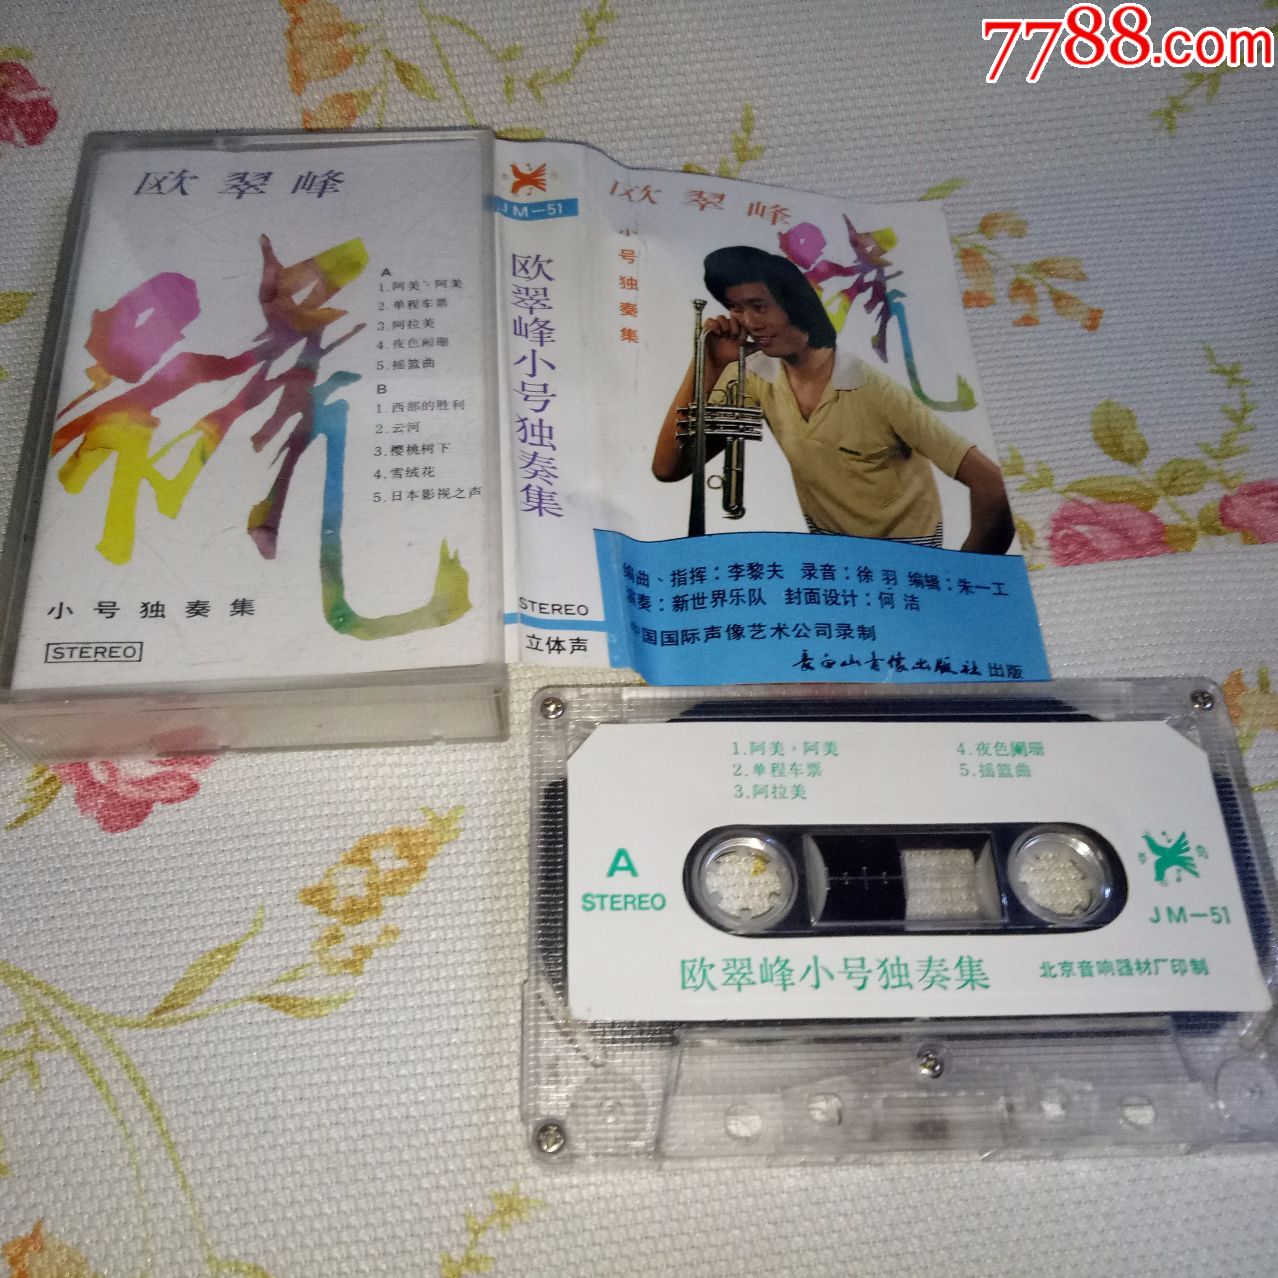 7788.com
欧翠峰
A
1.阿美·阿美
2.单程车票
3.阿拉美
4.夜色阑珊
5.摇篮曲
B
1.西部的胜利
2.云河
3.樱桃树下
4.雪绒花
5.日本影视之声
小号独奏集
STEREO
JM-51
欧翠峰小号独奏集
STEREO
立体声
欧翠峰
小号独奏集
编曲、指挥：李黎夫 录音：徐羽 编辑：朱一工
演奏：新世界乐队 封面设计：何洁
中国国际声像艺术公司录制
长白山音像出版社出版
1.阿美·阿美
2.单程车票
3.阿拉美
4.夜色阑珊
5.摇篮曲
A
STEREO
JM-51
欧翠峰小号独奏集
北京音响器材厂印制